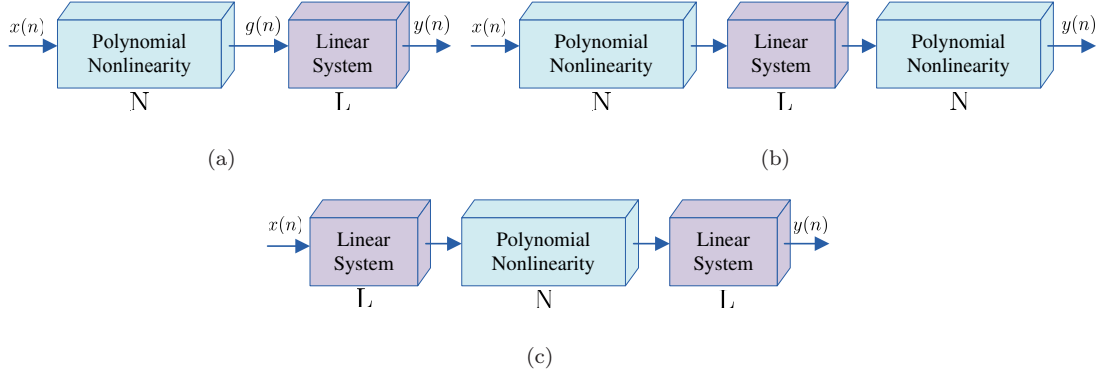 x(n) Polynomial Nonlinearity g(n) Linear System y(n)
N L
x(n) Polynomial Nonlinearity Linear System Polynomial Nonlinearity y(n)
N L N
(a) (b)
x(n) Linear System Polynomial Nonlinearity Linear System y(n)
L N L
(c)